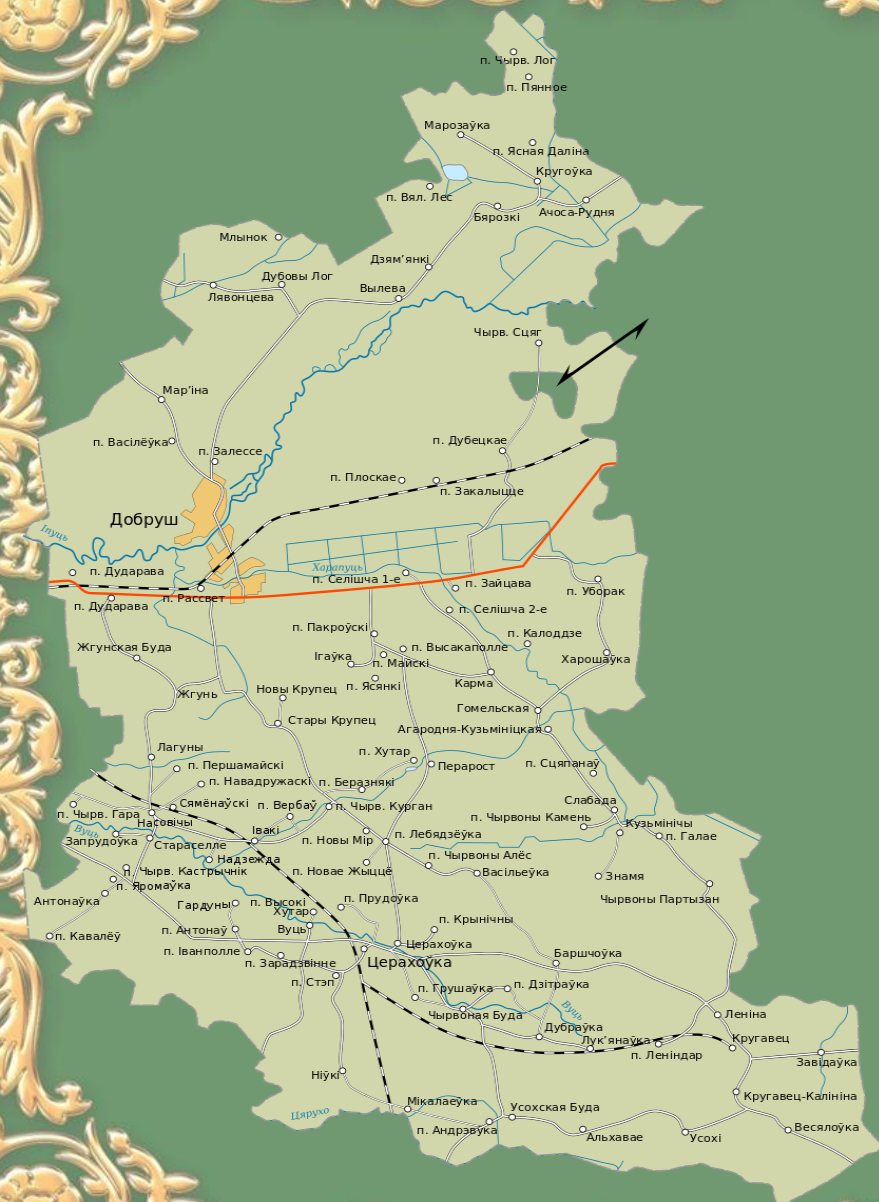 п. Чырв. Лог
п. Пянное
Марозаўка
п. Ясная Даліна
Кругоўка
п. Вял. Лес
Бярозкі
Ачоса-Рудня
Млынок
Дзям’янкі
Дубовы Лог
Вылева
Лявонцева
Чырв. Сцяг
Мар’іна
п. Васілёўка
п. Дубецкае
п. Залессе
п. Плоскае
п. Закалыцце
Добруш
Іпуць
Харапуць
п. Дударава
п. Селішча 1-е
п. Зайцава
п. Уборак
п. Рассвет
п. Дударава
п. Селішча 2-е
п. Пакроўскі
п. Калоддзе
Жгунская Буда
п. Высакаполле
Ігаўка
п. Майскі
Харошаўка
Карма
п. Ясянкі
Новы Крупец
Жгунь
Гомельская
Стары Крупец
Агародня-Кузьмініцкая
Лагуны
п. Хутар
п. Першамайскі
Перарост
п. Сцяпанаў
п. Навадружаскі
п. Беразнякі
Сямёнаўскі
п. Вербаў
п. Чырв. Курган
Слабада
п. Чырв. Гара
Насовічы
п. Чырвоны Камень
Кузьмінічы
Вуць
Івакі
п. Лебядзёўка
п. Галае
Запрудоўка
Стараселле
п. Новы Мір
Надзежда
п. Чырвоны Алёс
п. Чырв. Кастрычнік
п. Новае Жыццё
Васільеўка
Знамя
п. Яромаўка
Чырвоны Партызан
Антонаўка
Гардуны
п. Высокі
Хутар
п. Прудоўка
п. Крынічны
п. Кавалёў
п. Антонаў
Вуць
Церахоўка
п. Іванполле
п. Зарадзвінне
Церахоўка
Баршчоўка
п. Стэп
п. Грушаўка
п. Дзітраўка
Чырвоная Буда
Вуць
Леніна
Дубраўка
Лук’янаўка
Кругавец
п. Леніндар
Завідаўка
Ніўкі
Кругавец-Калініна
Мікалаеўка
Усохская Буда
Цярухо
п. Андрэвўка
Альхавае
Усохі
Весялоўка